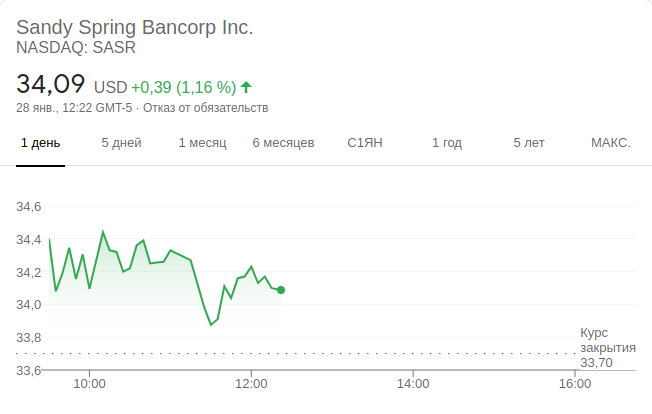 Sandy Spring Bancorp Inc.
NASDAQ: SASR
34,09 USD +0,39 (1,16 %)
28 янв., 12:22 GMT-5 · Отказ от обязательств
1 день 5 дней 1 месяц 6 месяцев С1ЯН 1 год 5 лет МАКС.
34,6
34,4
34,2
34,0
33,8
33,6
Курс
закрытия
33,70
10:00 12:00 14:00 16:00